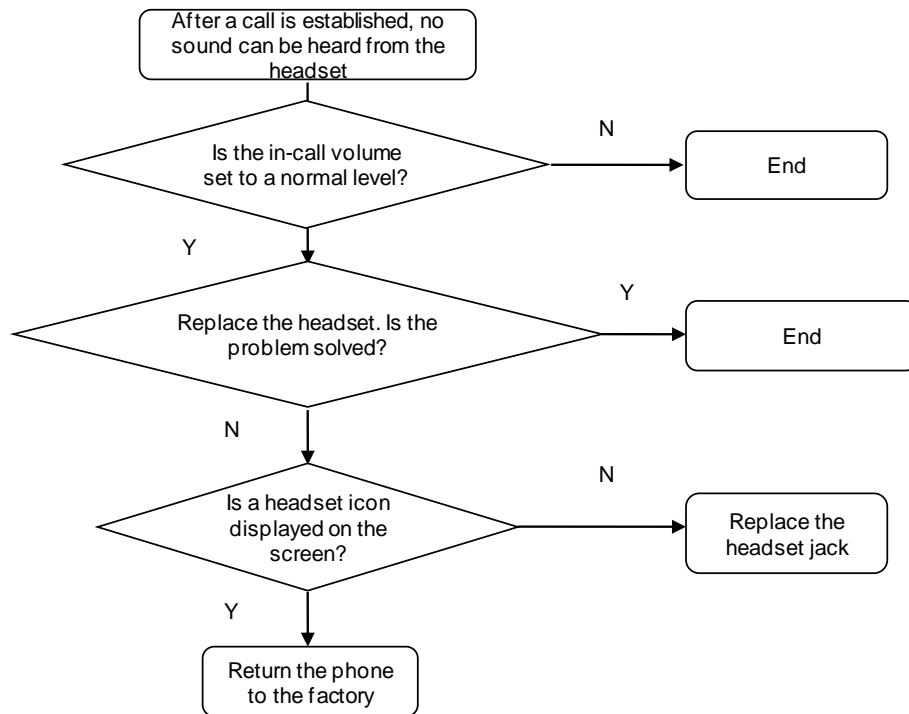 After a call is established, no
sound can be heard from the
headset
N
Is the in-call volume
set to a normal level?
End
Y
Y
Replace the headset. Is the
problem solved?
End
N
N
Is a headset icon
displayed on the
screen?
Replace the
headset jack
Y
Return the phone
to the factory